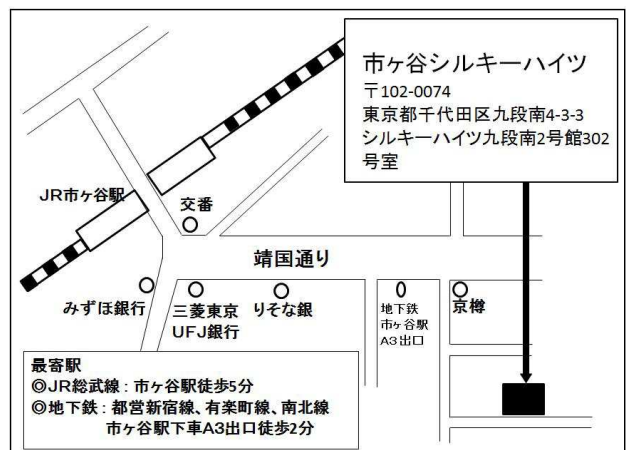 市ヶ谷シルキーハイツ
〒102-0074
東京都千代田区九段南4-3-3
シルキーハイツ九段南2号館302
号室
JR市ヶ谷駅
交番
靖国通り
みずほ銀行
三菱東京
UFJ銀行
りそな銀
地下鉄
市ヶ谷駅
A3出口
京樽
最寄駅
◎JR総武線：市ヶ谷駅徒歩5分
◎地下鉄：都営新宿線、有楽町線、南北線
市ヶ谷駅下車A3出口徒歩2分